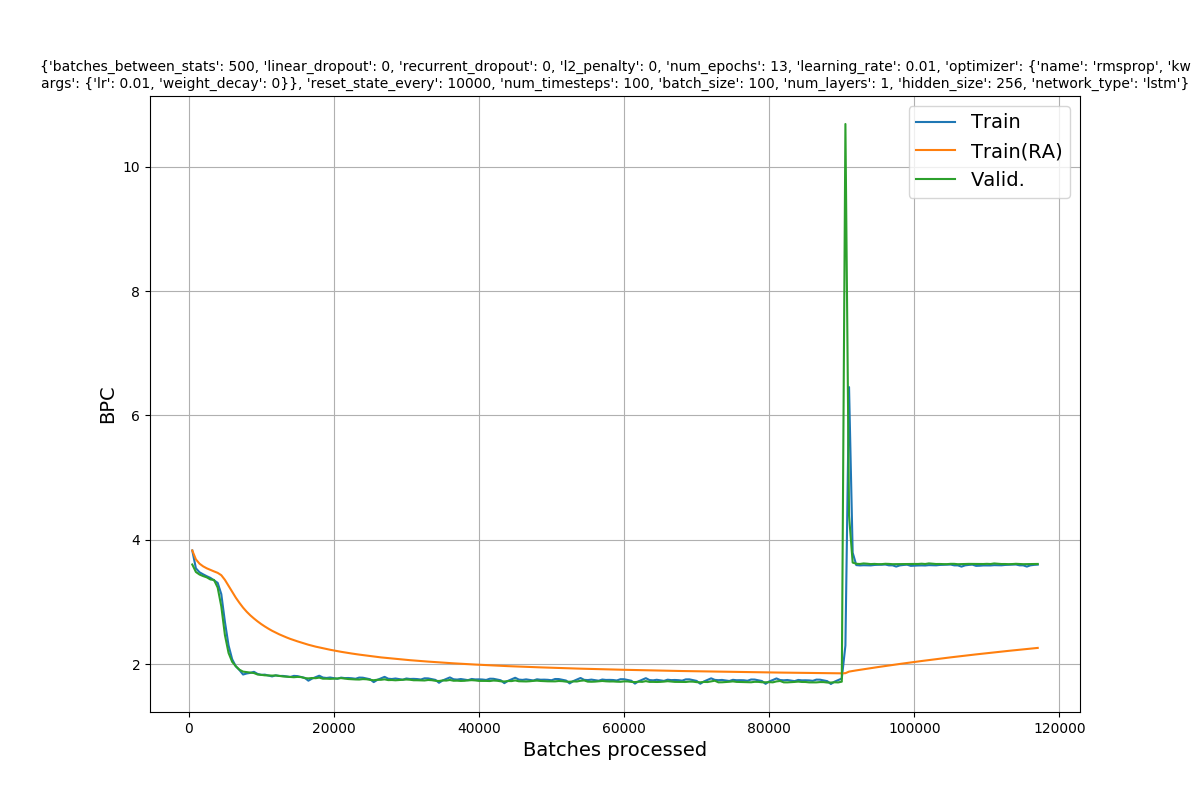 {'batches_between_stats': 500, 'linear_dropout': 0, 'recurrent_dropout': 0, 'l2_penalty': 0, 'num_epochs': 13, 'learning_rate': 0.01, 'optimizer': {'name': 'rmsprop', 'kw
args': {'lr': 0.01, 'weight_decay': 0}}, 'reset_state_every': 10000, 'num_timesteps': 100, 'batch_size': 100, 'num_layers': 1, 'hidden_size': 256, 'network_type': 'lstm'}
Train
Train(RA)
Valid.
10
8
6
4
2
BPC
0
20000
40000
60000
80000
100000
120000
Batches processed